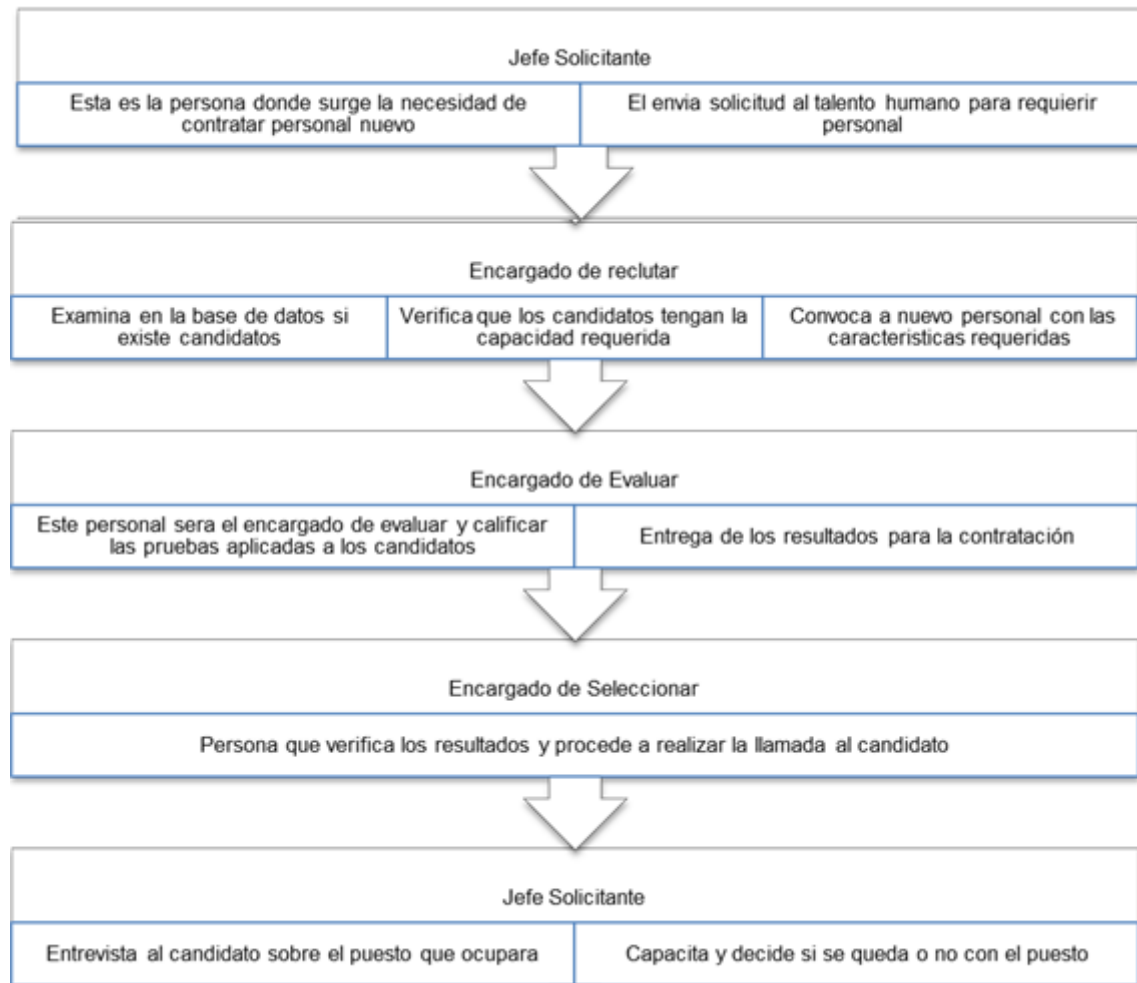 Jefe Solicitante
Esta es la persona donde surge la necesidad de
contratar personal nuevo
El envia solicitud al talento humano para requierir
personal
Encargado de reclutar
Examina en la base de datos si
existe candidatos
Verifica que los candidatos tengan la
capacidad requerida
Convoca a nuevo personal con las
caracteristicas requeridas
Encargado de Evaluar
Este personal sera el encargado de evaluar y calificar
las pruebas aplicadas a los candidatos
Entrega de los resultados para la contratación
Encargado de Seleccionar
Persona que verifica los resultados y procede a realizar la llamada al candidato
Jefe Solicitante
Entrevista al candidato sobre el puesto que ocupara
Capacita y decide si se queda o no con el puesto